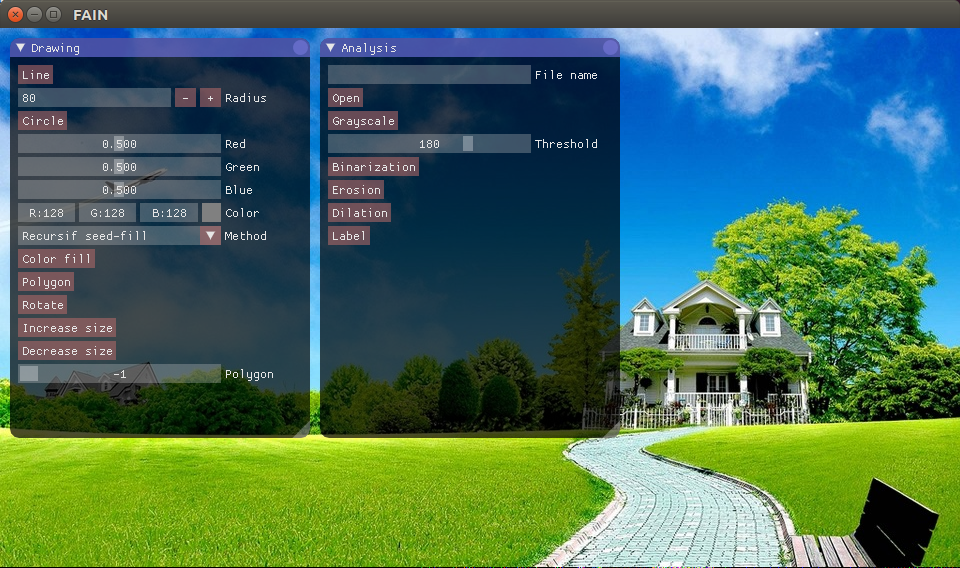 FAIN
Drawing
Line
80 - + Radius
Circle
0.500 Red
0.500 Green
0.500 Blue
R:128 G:128 B:128 Color
Recursif seed-fill Method
Color fill
Polygon
Rotate
Increase size
Decrease size
-1 Polygon
Analysis
File name
Open
Grayscale
180 Threshold
Binarization
Erosion
Dilation
Label